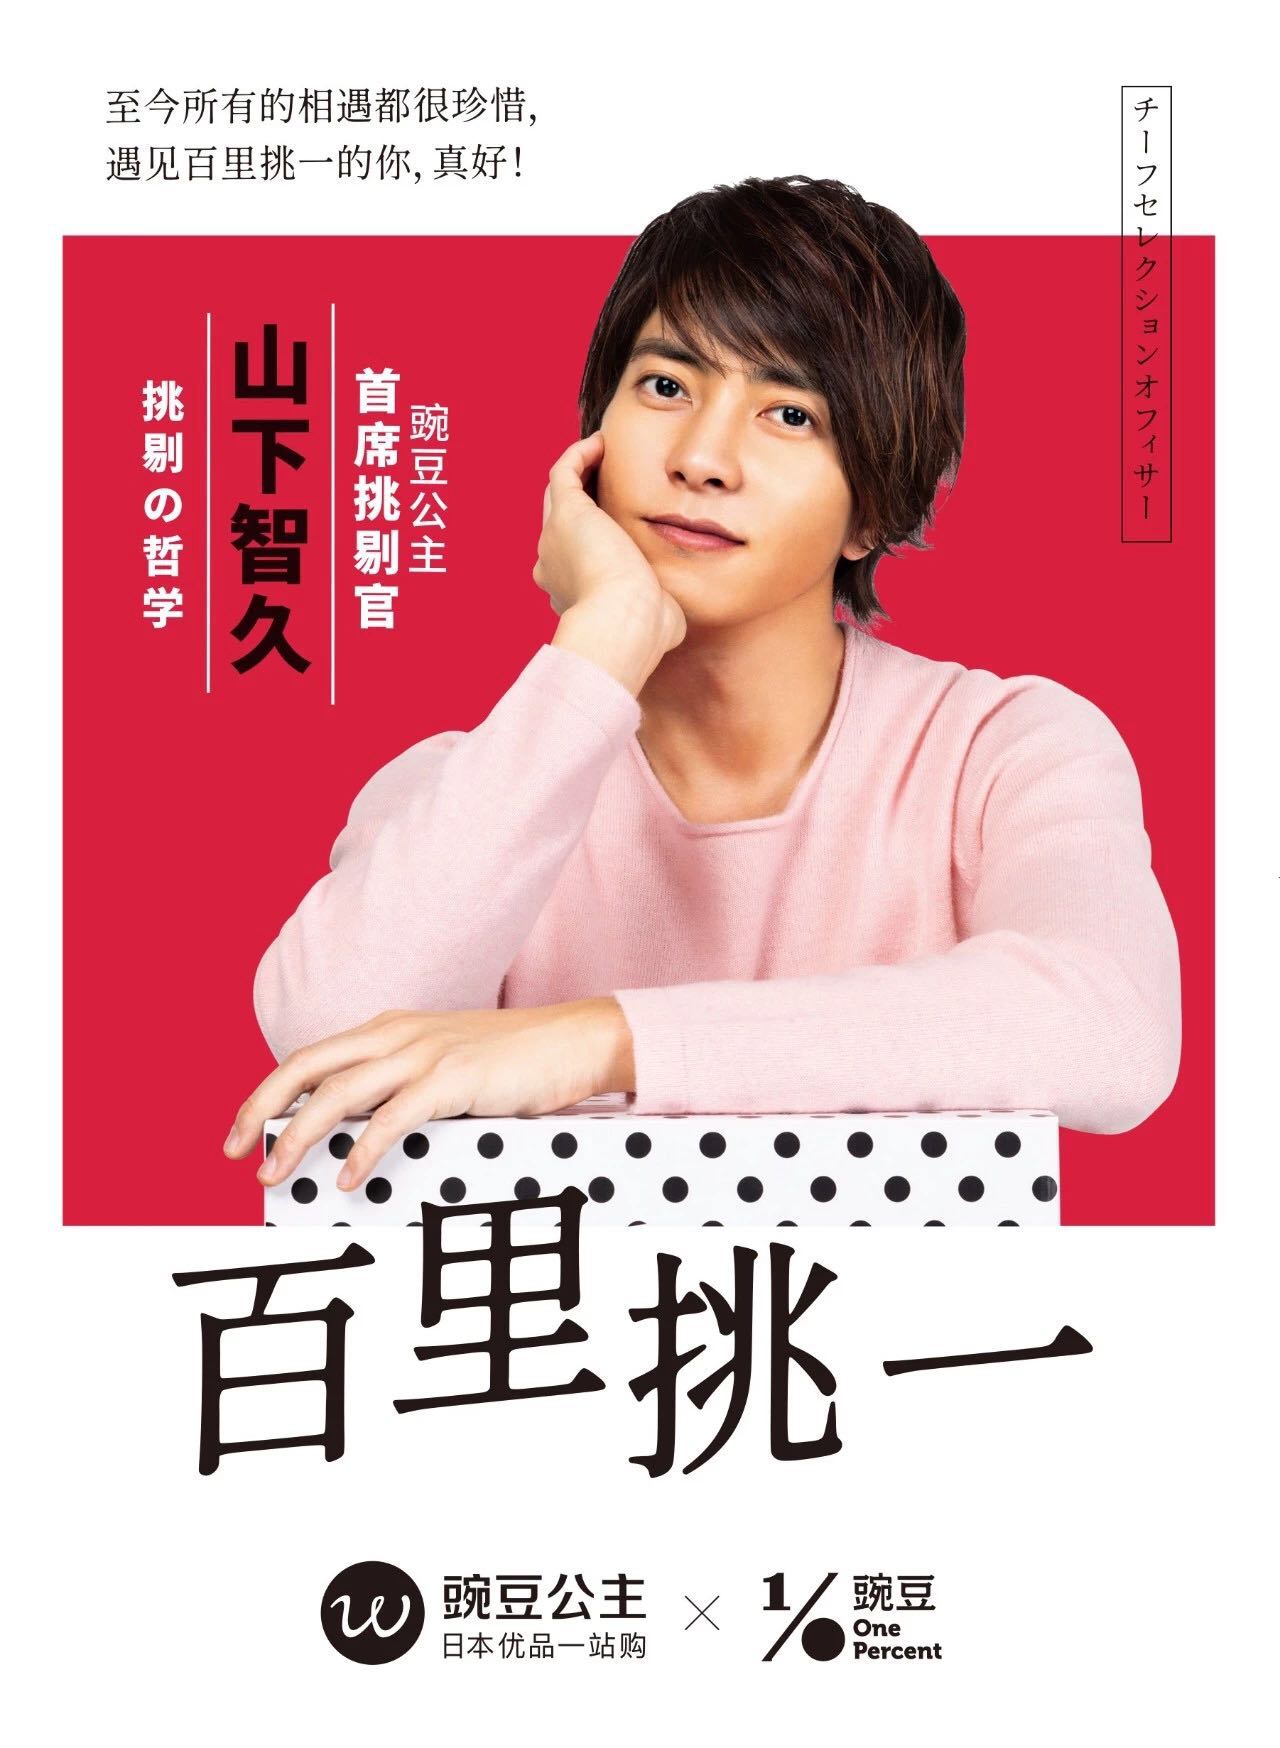 至今所有的相遇都很珍惜,
遇见百里挑一的你,真好!
チーフセレクションオフィサー
豌豆公主
首席挑剔官
山下智久
挑剔の哲学
百里挑一
w
豌豆公主
日本优品一站购
×
1/●
豌豆
One
Percent